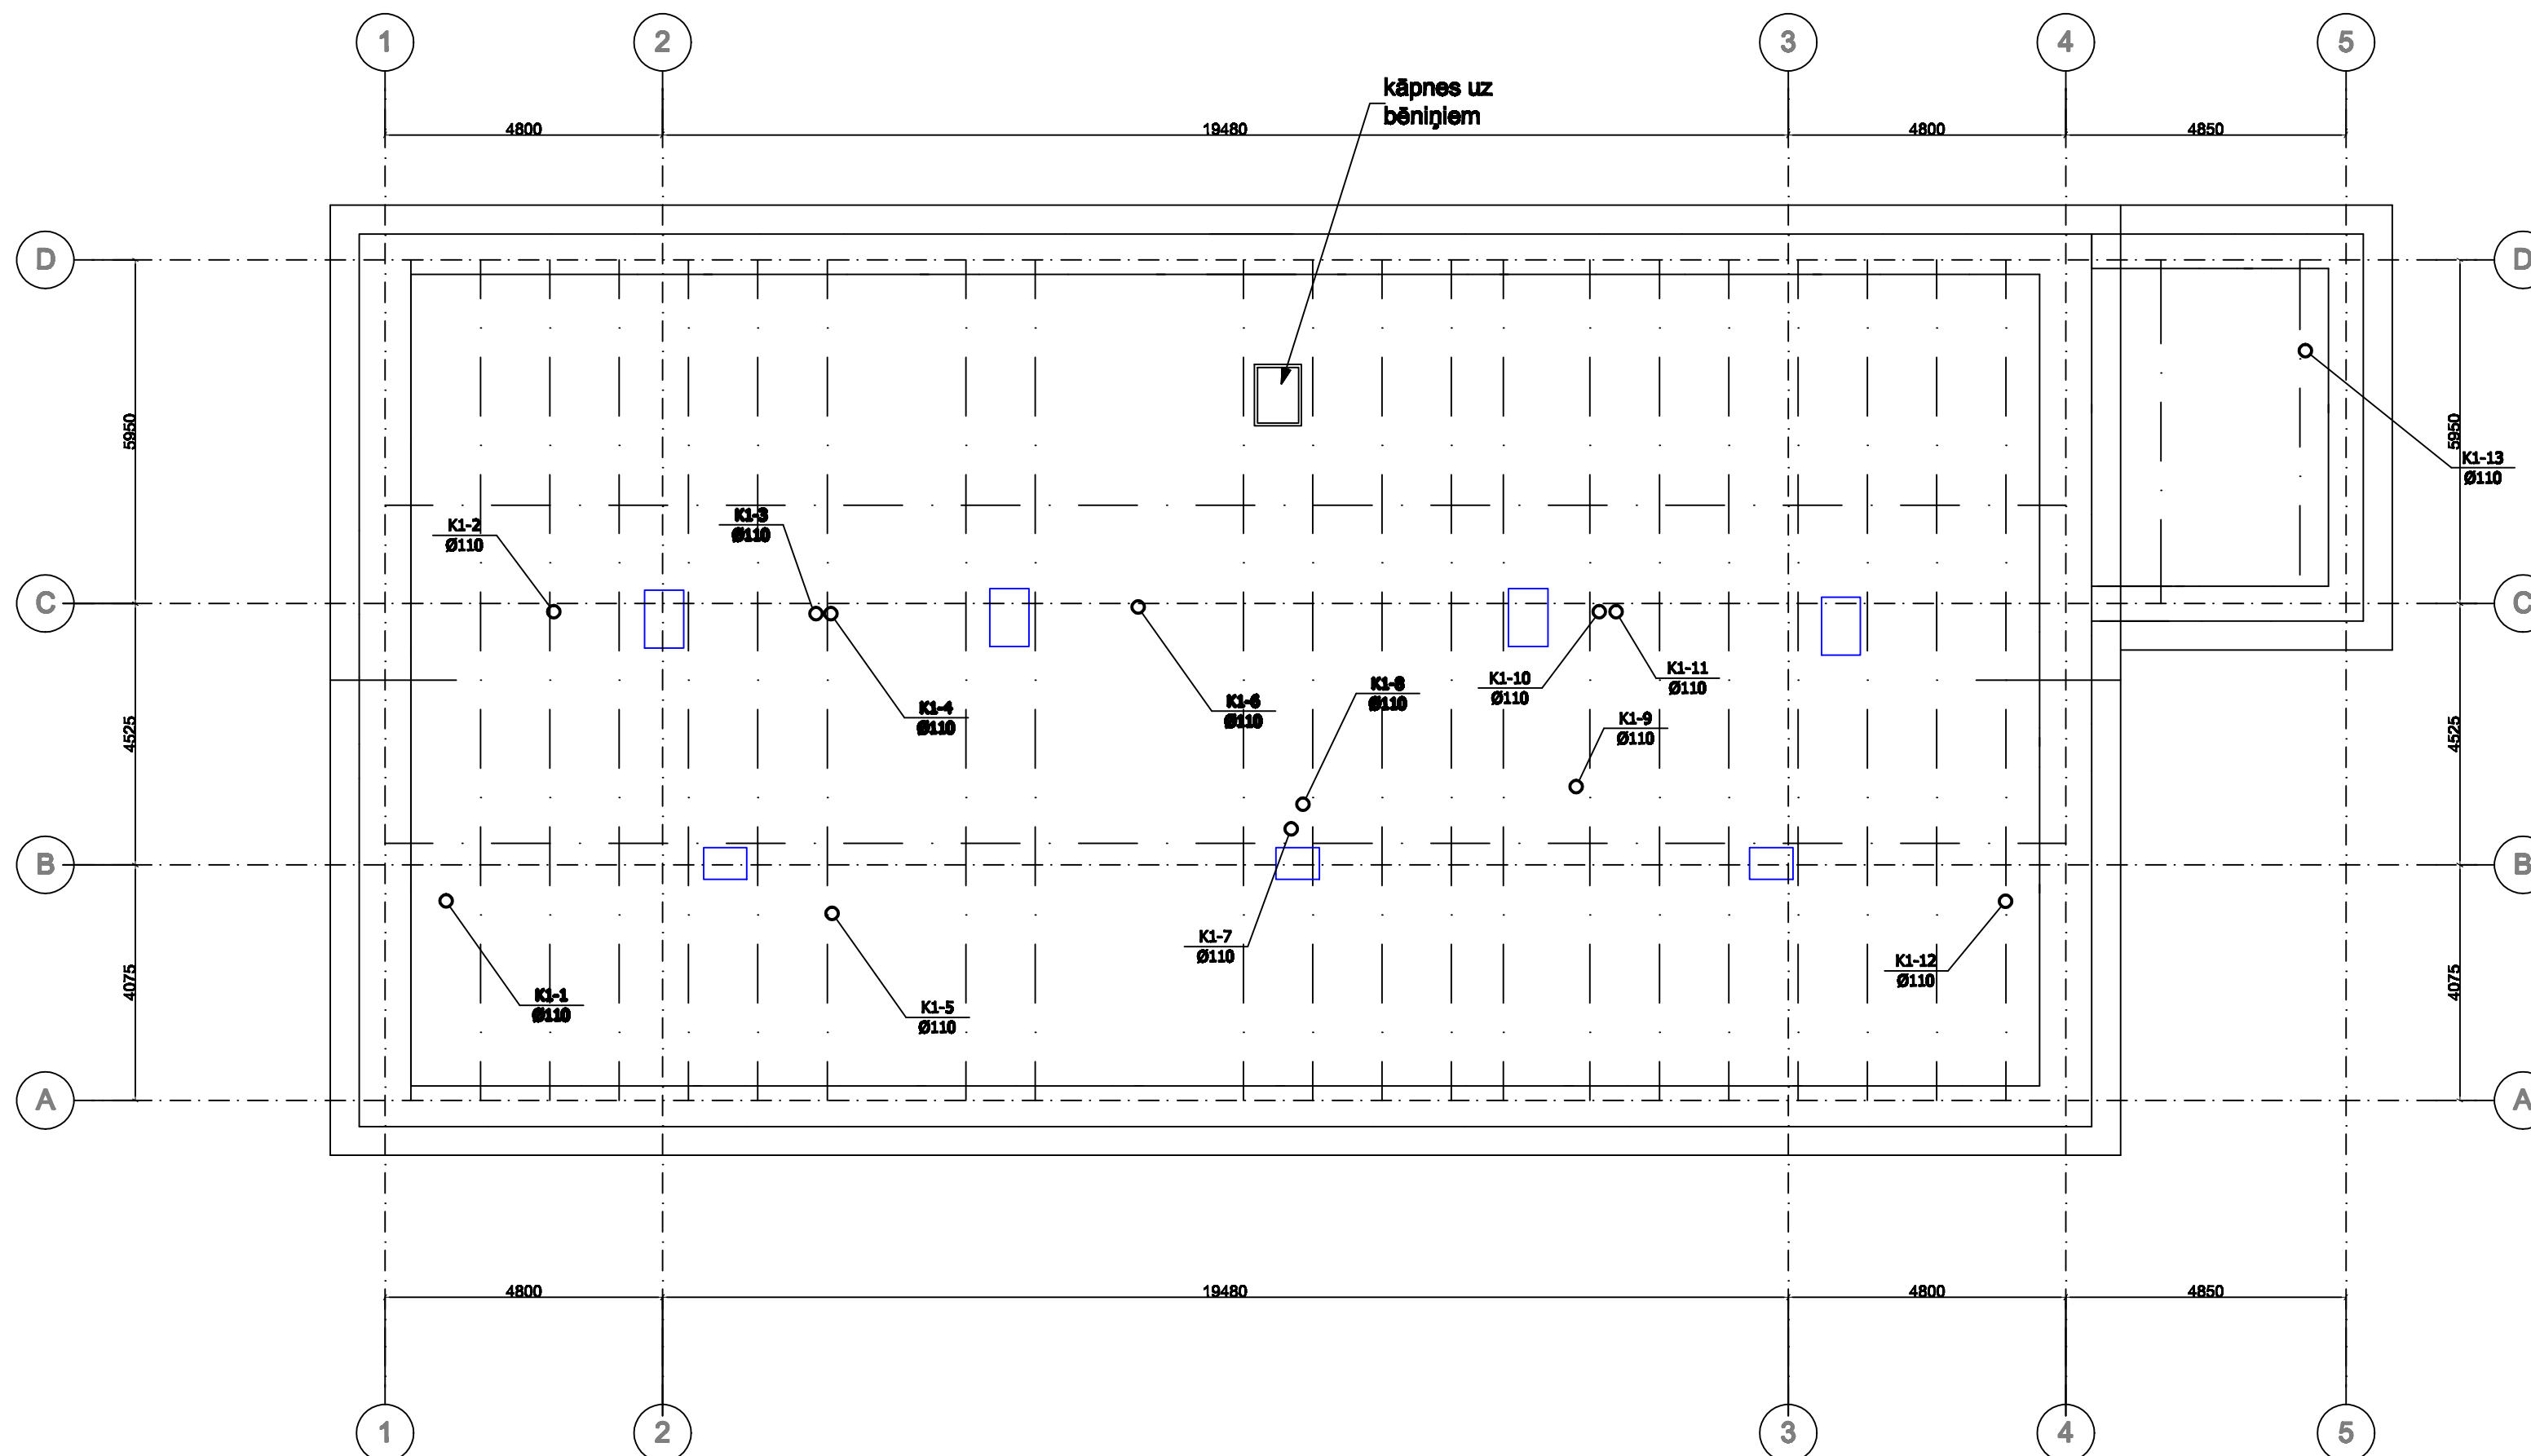 1
2
3
4
5
kāpnes uz
bēniņiem
4800
19480
4800
4850
D
D
5950
5950
K1-13
Ø110
K1-3
Ø110
K1-2
Ø110
C
C
K1-11
Ø110
K1-10
Ø110
K1-8
Ø110
K1-4
Ø110
K1-6
Ø110
K1-9
Ø110
4525
4525
B
B
K1-7
Ø110
K1-12
Ø110
4075
4075
K1-1
Ø110
K1-5
Ø110
A
A
4800
19480
4800
4850
1
2
3
4
5